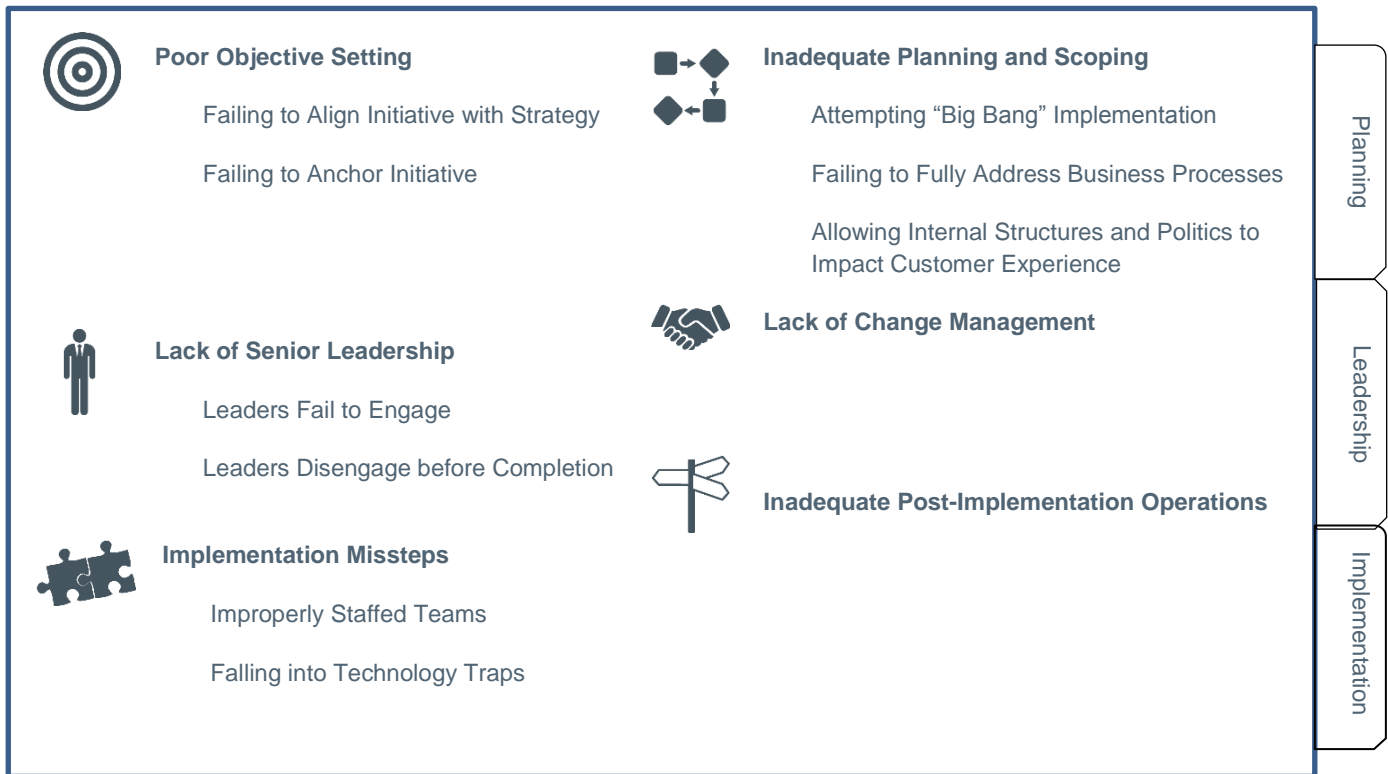 Poor Objective Setting
Failing to Align Initiative with Strategy
Failing to Anchor Initiative
Inadequate Planning and Scoping
Attempting “Big Bang” Implementation
Failing to Fully Address Business Processes
Allowing Internal Structures and Politics to
Impact Customer Experience
Planning
Lack of Senior Leadership
Leaders Fail to Engage
Leaders Disengage before Completion
Lack of Change Management
Leadership
Implementation Missteps
Improperly Staffed Teams
Falling into Technology Traps
Inadequate Post-Implementation Operations
Implementation